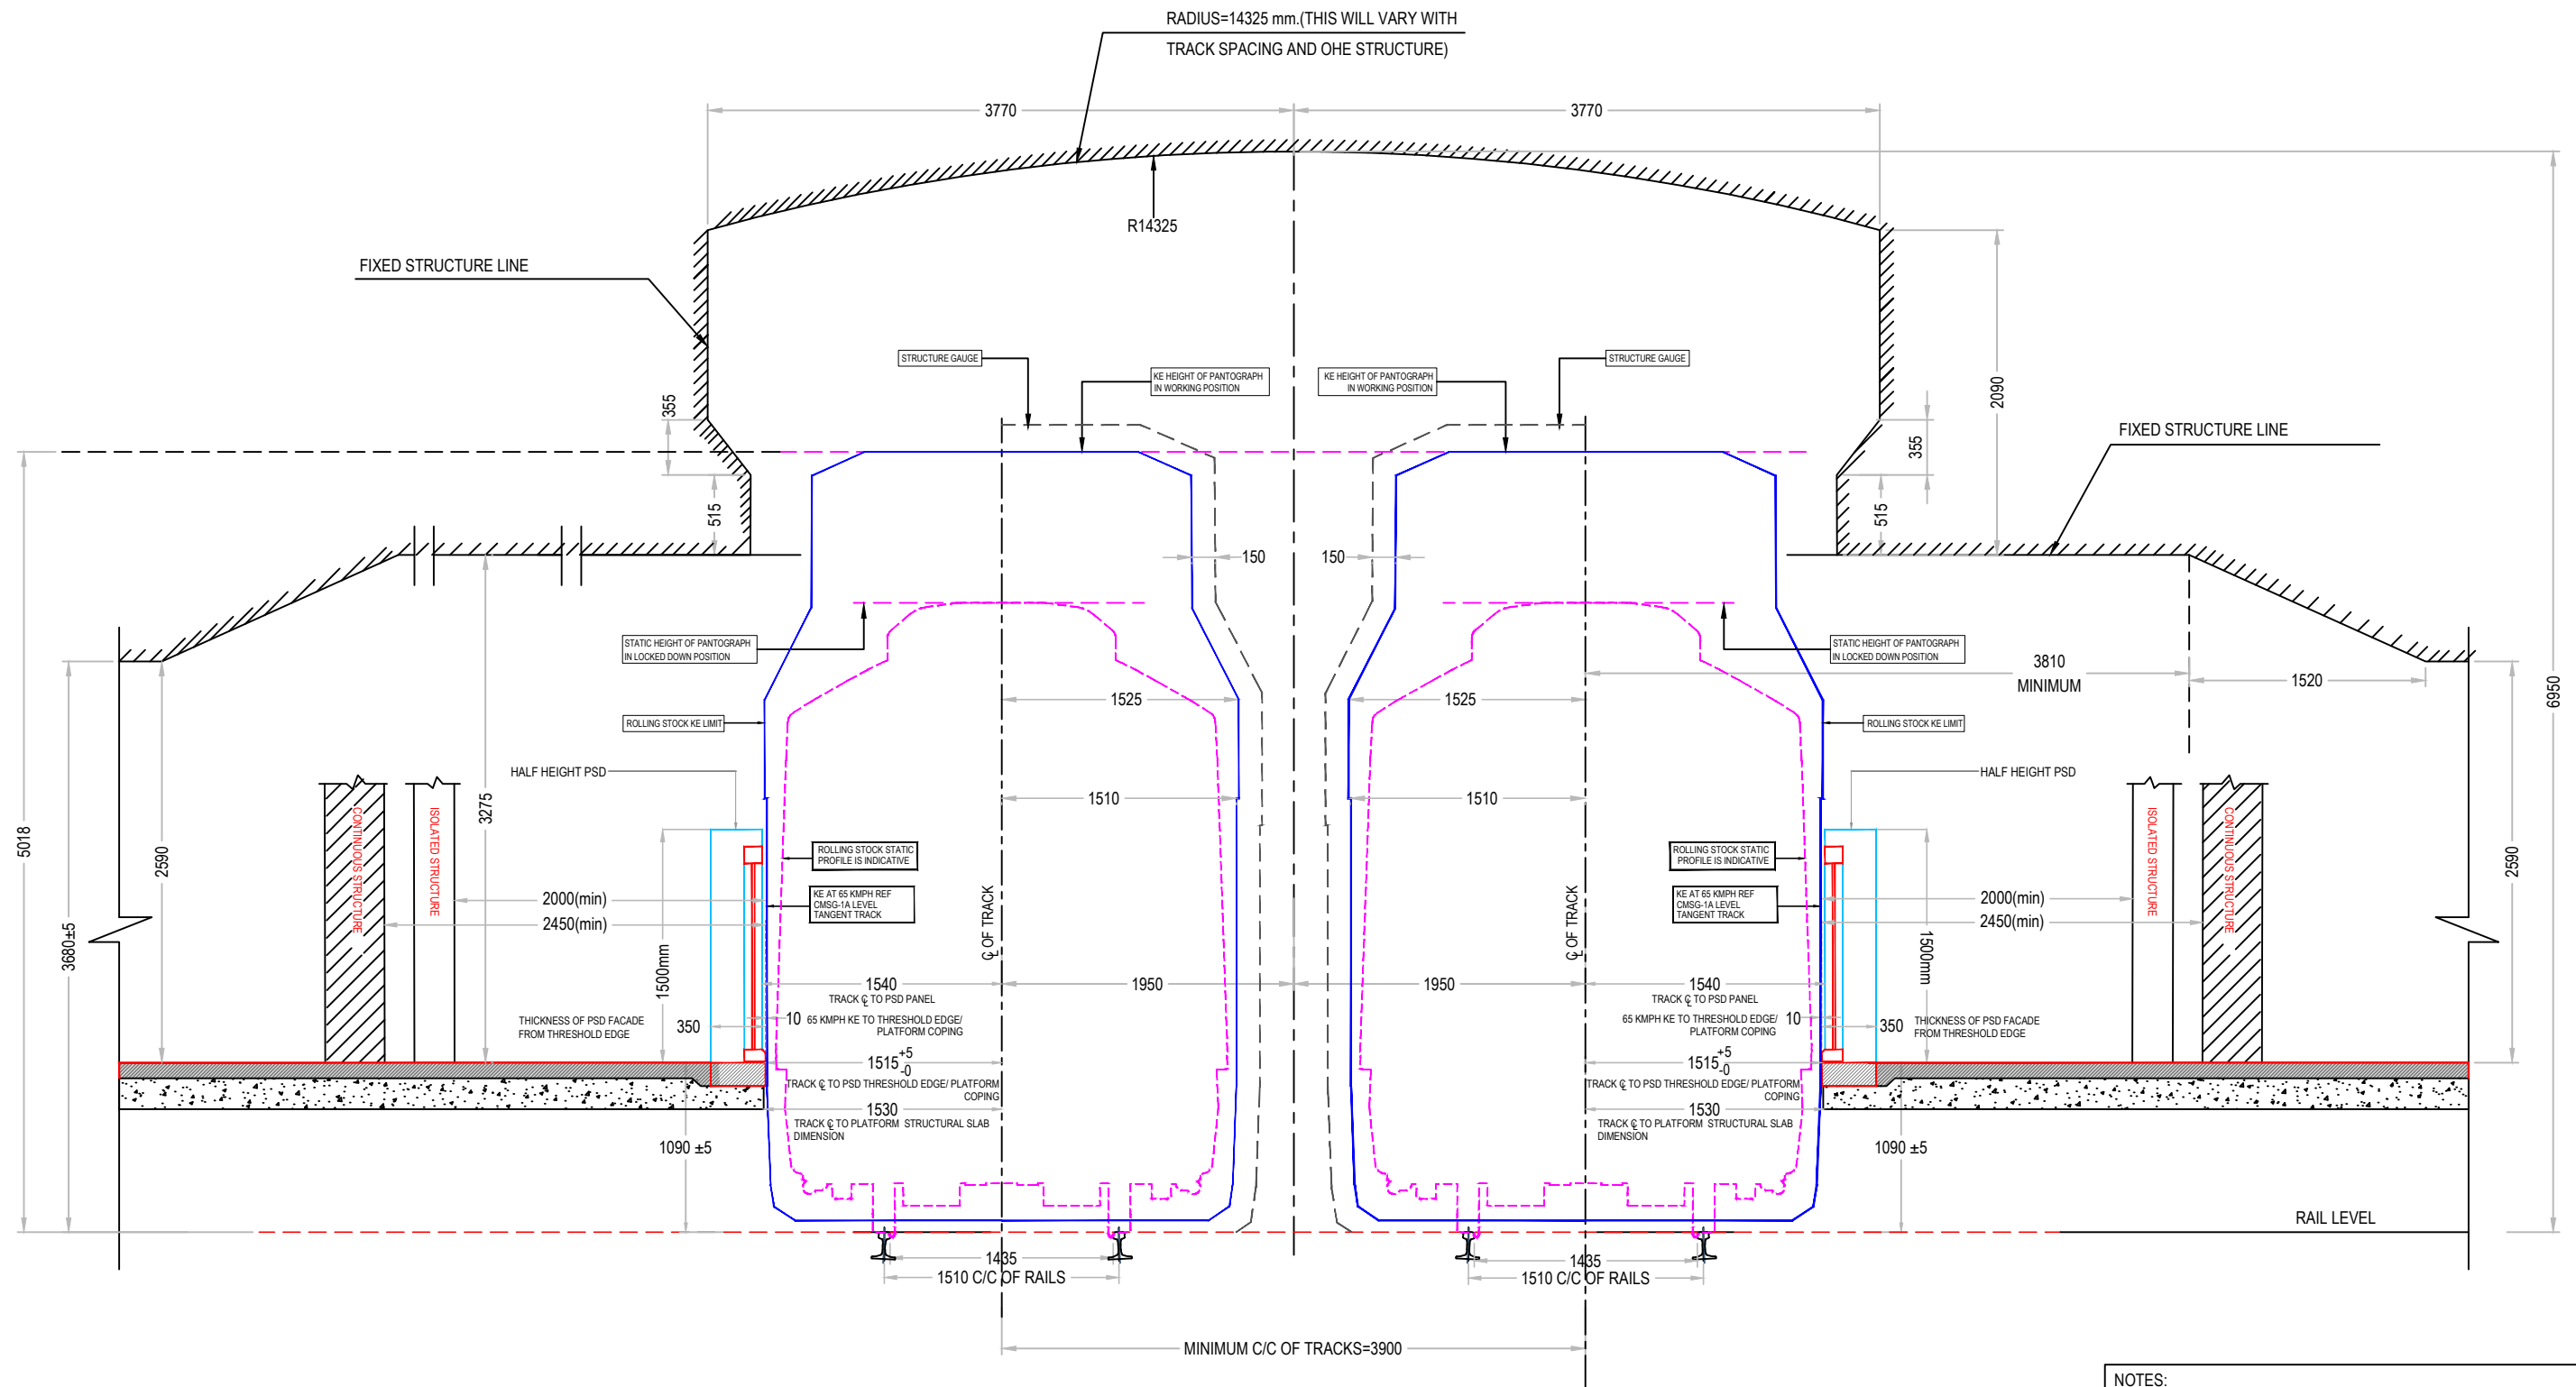 RADIUS=14325 mm.(THIS WILL VARY WITH
TRACK SPACING AND OHE STRUCTURE)
3770
3770
R14325
FIXED STRUCTURE LINE
STRUCTURE GAUGE
STRUCTURE GAUGE
KE HEIGHT OF PANTOGRAPH
IN WORKING POSITION
KE HEIGHT OF PANTOGRAPH
IN WORKING POSITION
2090
355
355
FIXED STRUCTURE LINE
515
515
150
150
STATIC HEIGHT OF PANTOGRAPH
IN LOCKED DOWN POSITION
STATIC HEIGHT OF PANTOGRAPH
IN LOCKED DOWN POSITION
3810
MINIMUM
1520
6950
1525
1525
ROLLING STOCK KE LIMIT
ROLLING STOCK KE LIMIT
HALF HEIGHT PSD
HALF HEIGHT PSD
1510
1510
5018
3680±5
2590
3275
CONTINUOUS STRUCTURE
ISOLATED STRUCTURE
ISOLATED STRUCTURE
CONTINUOUS STRUCTURE
2590
ROLLING STOCK STATIC
PROFILE IS INDICATIVE
ROLLING STOCK STATIC
PROFILE IS INDICATIVE
KE AT 65 KMPH REF
CMSG-1A LEVEL
TANGENT TRACK
KE AT 65 KMPH REF
CMSG-1A LEVEL
TANGENT TRACK
2000(min)
2450(min)
2000(min)
2450(min)
1500mm
1500mm
℄ OF TRACK
℄ OF TRACK
1540
1950
1950
1540
TRACK ℄ TO PSD PANEL
TRACK ℄ TO PSD PANEL
THICKNESS OF PSD FACADE
FROM THRESHOLD EDGE
350
10
65 KMPH KE TO THRESHOLD EDGE/
PLATFORM COPING
65 KMPH KE TO THRESHOLD EDGE/
PLATFORM COPING
10
350
THICKNESS OF PSD FACADE
FROM THRESHOLD EDGE
1515 +5 -0
1515 +5 -0
TRACK ℄ TO PSD THRESHOLD EDGE/ PLATFORM
COPING
TRACK ℄ TO PSD THRESHOLD EDGE/ PLATFORM
COPING
1530
1530
TRACK ℄ TO PLATFORM STRUCTURAL SLAB
DIMENSION
TRACK ℄ TO PLATFORM STRUCTURAL SLAB
DIMENSION
1090 ±5
1090 ±5
RAIL LEVEL
1435
1435
1510 C/C OF RAILS
1510 C/C OF RAILS
MINIMUM C/C OF TRACKS=3900
NOTES: